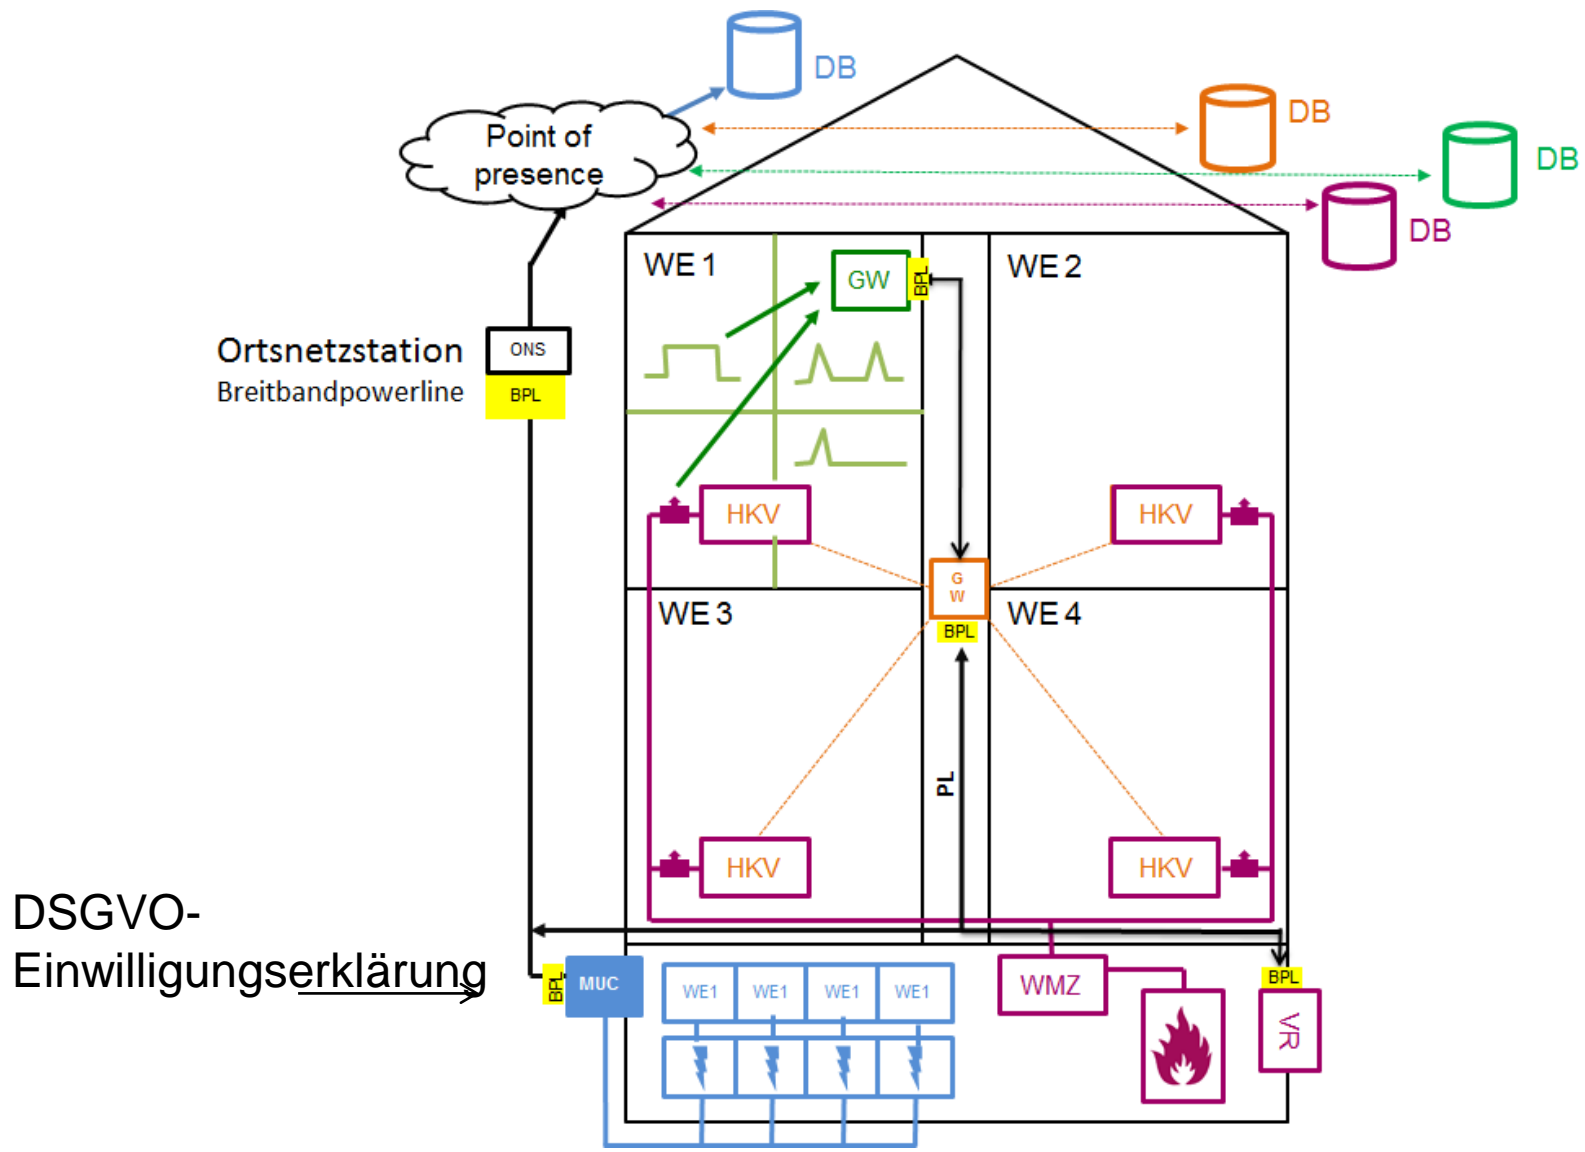 DB
DB
Point of
presence
DB
DB
WE 1
GW
BPL
WE 2
Ortsnetzstation
Breitbandpowerline
ONS
BPL
HKV
HKV
G
W
BPL
WE 3
WE 4
PL
HKV
HKV
DSGVO-
Einwilligungserklärung
BPL
MUC
WE1
WE1
WE1
WE1
WMZ
BPL
VR